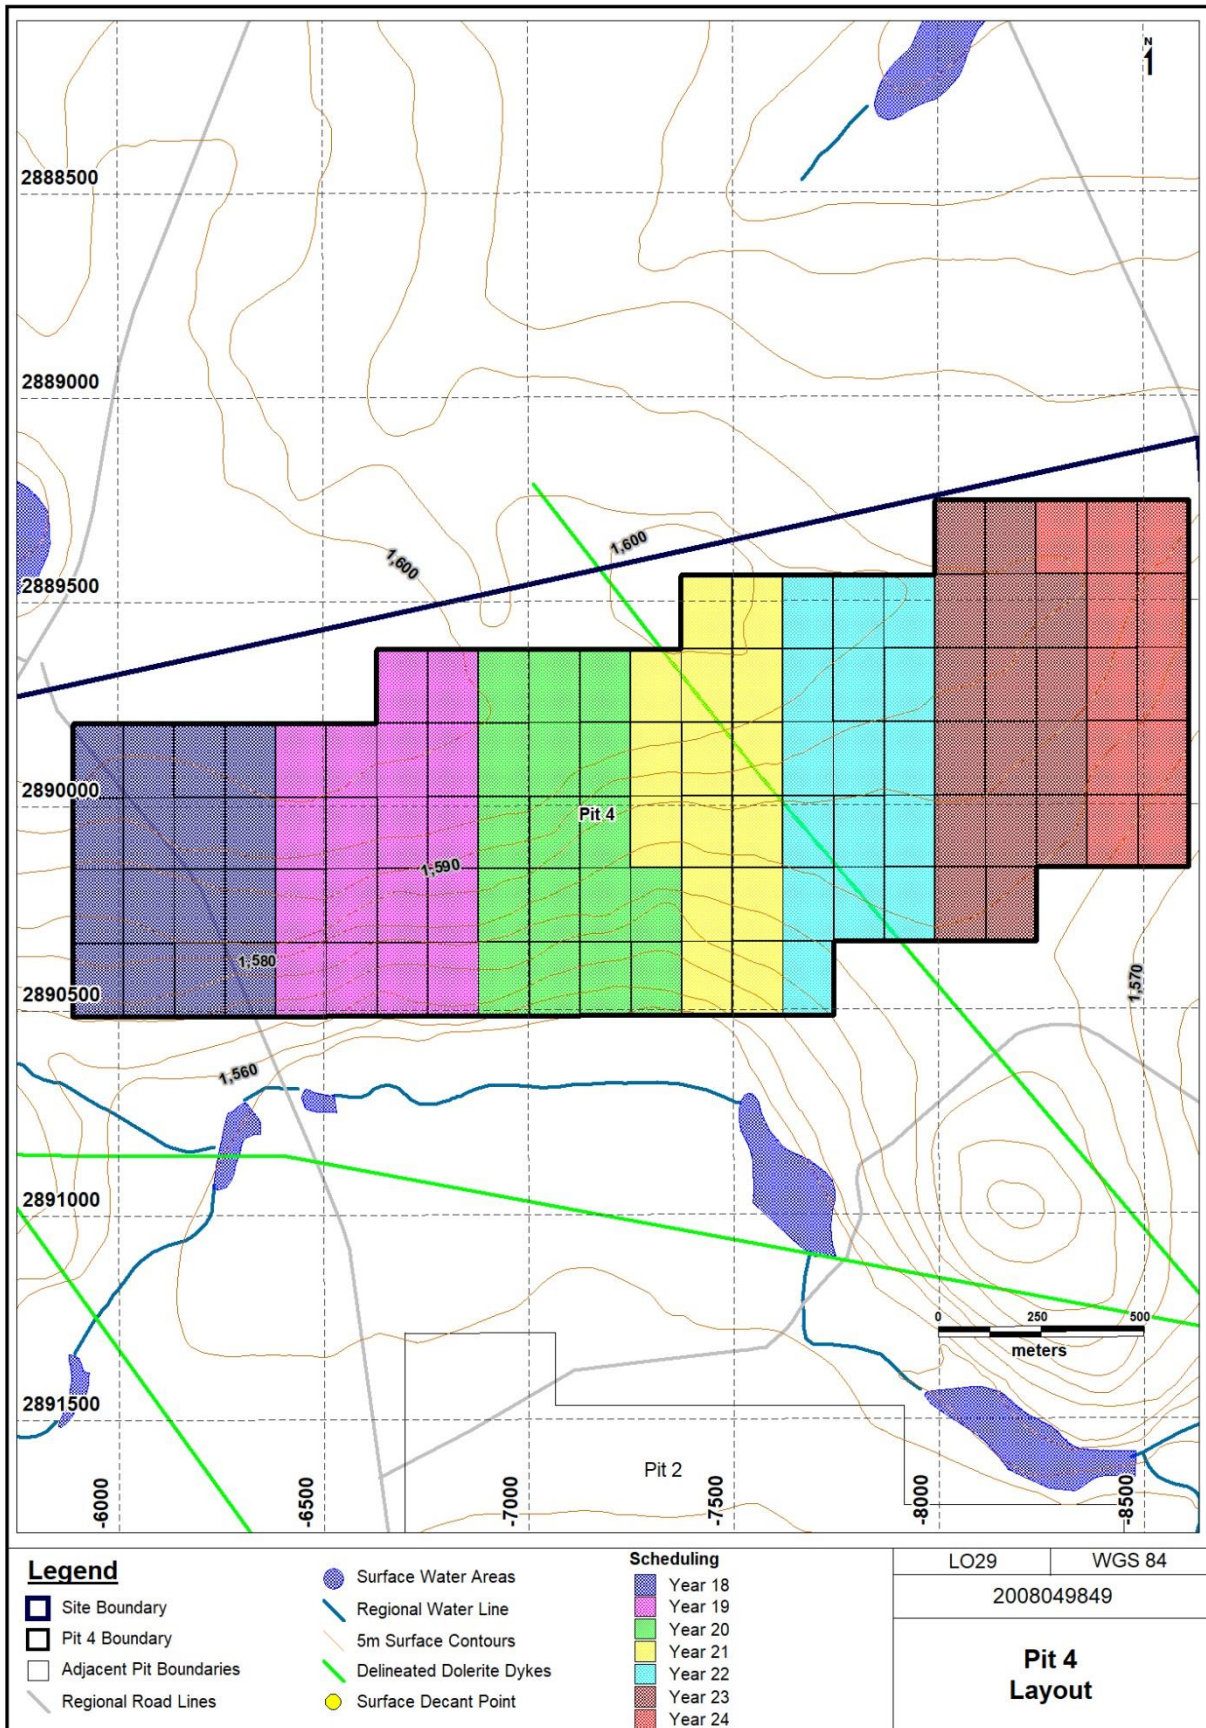 N
1
2888500
2889000
1,600
1,600
2889500
2890000
Pit 4
1,590
1,580
2890500
1,570
1,560
2891000
0 250 500
meters
2891500
Pit 2
-6000
-6500
-7000
-7500
-8000
-8500
Legend
Site Boundary
Pit 4 Boundary
Adjacent Pit Boundaries
Regional Road Lines
Surface Water Areas
Regional Water Line
5m Surface Contours
Delineated Dolerite Dykes
Surface Decant Point
Scheduling
Year 18
Year 19
Year 20
Year 21
Year 22
Year 23
Year 24
LO29
WGS 84
2008049849
Pit 4
Layout